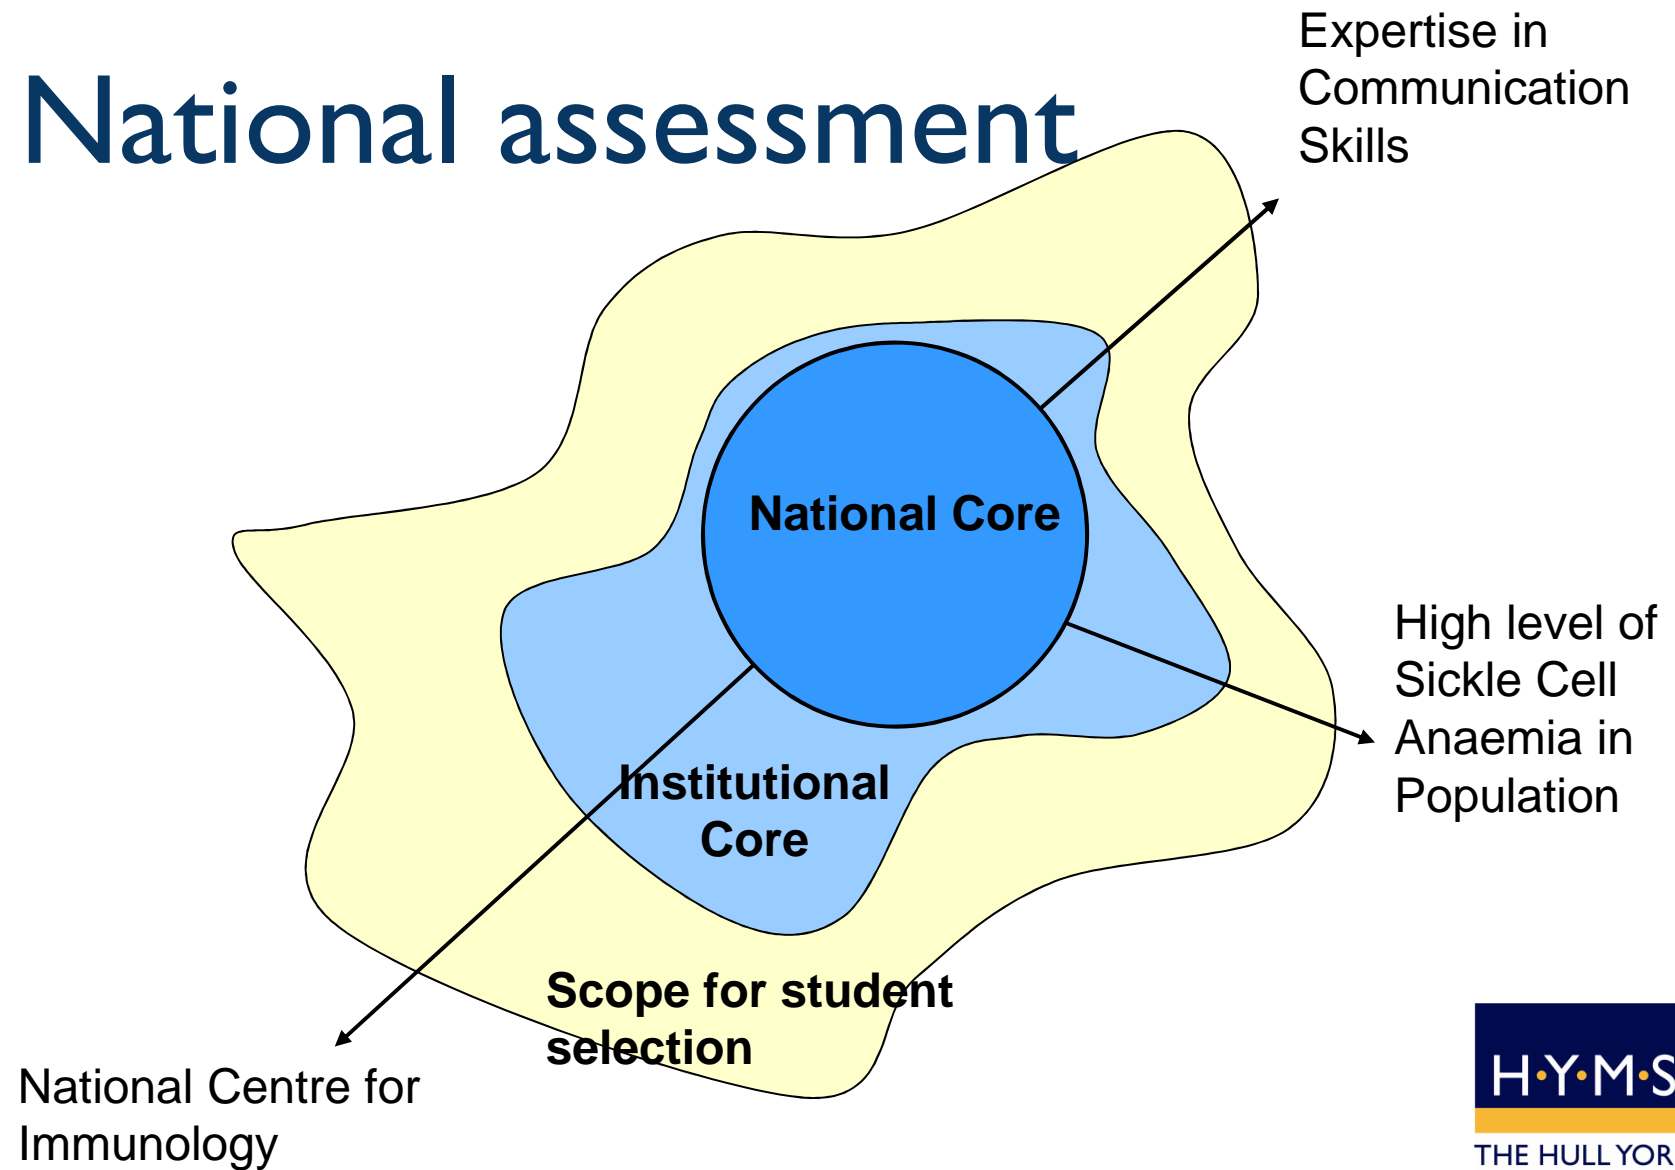 National assessment
Expertise in
Communication
Skills
National Core
High level of
Sickle Cell
Anaemia in
Population
Institutional
Core
Scope for student
selection
National Centre for
Immunology
H·Y·M·S
THE HULL YOR